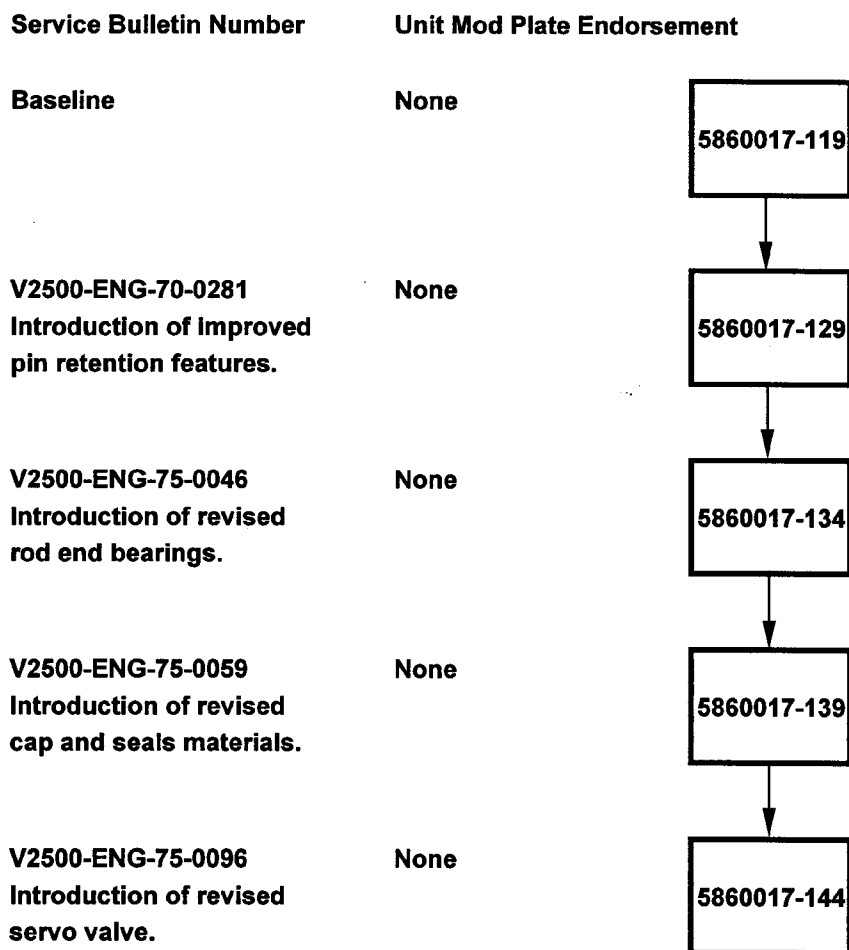 Service Bulletin Number Unit Mod Plate Endorsement
Baseline None
5860017-119
V2500-ENG-70-0281 None
Introduction of improved
5860017-129
pin retention features.
V2500-ENG-75-0046 None
Introduction of revised
5860017-134
rod end bearings.
V2500-ENG-75-0059 None
Introduction of revised
5860017-139
cap and seals materials.
V2500-ENG-75-0096 None
Introduction of revised
5860017-144
servo valve.